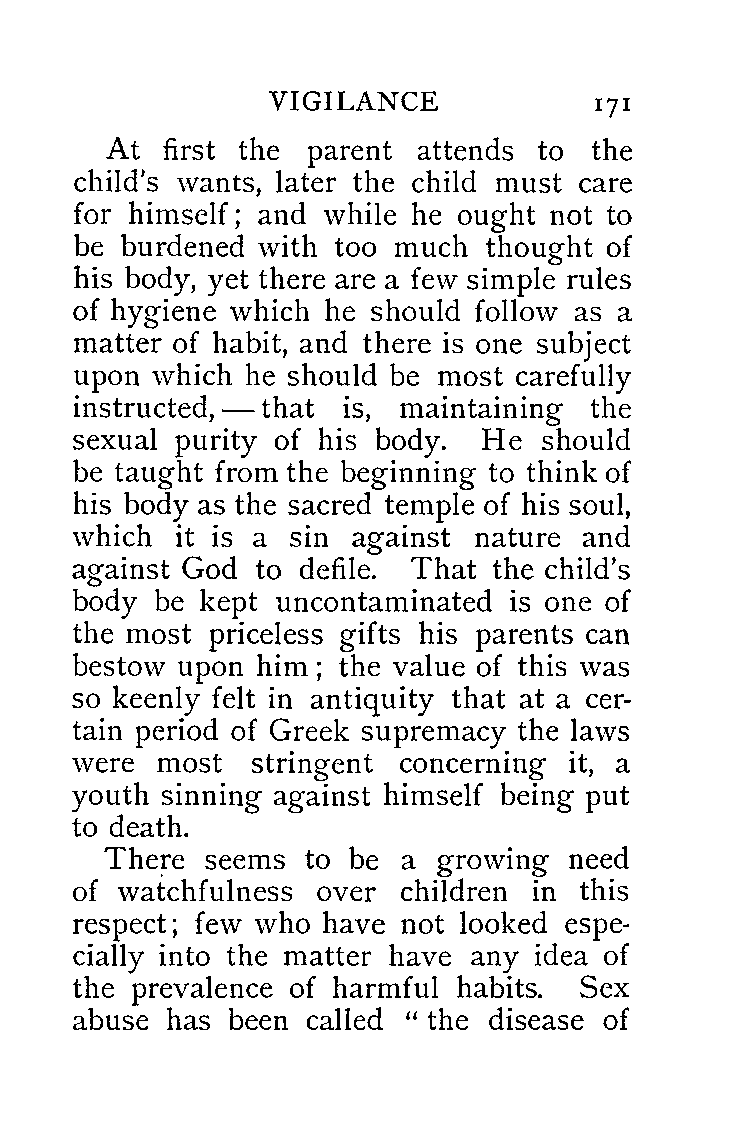 VIGILANCE 171
At first the parent attends to the
child's wants, later the child must care
for himself; and while he ought not to
be burdened with too much thought of
his body, yet there are a few simple rules
of hygiene which he should follow as a
matter of habit, and there is one subject
upon which he should be most carefully
instructed, — that is, maintaining the
sexual purity of his body. He should
be taught from the beginning to think of
his body as the sacred temple of his soul,
which it is a sin against nature and
against God to defile. That the child's
body be kept uncontaminated is one of
the most priceless gifts his parents can
bestow upon him; the value of this was
so keenly felt in antiquity that at a cer-
tain period of Greek supremacy the laws
were most stringent concerning it, a
youth sinning against himself being put
to death.
There seems to be a growing need
of watchfulness over children in this
respect; few who have not looked espe-
cially into the matter have any idea of
the prevalence of harmful habits. Sex
abuse has been called "the disease of